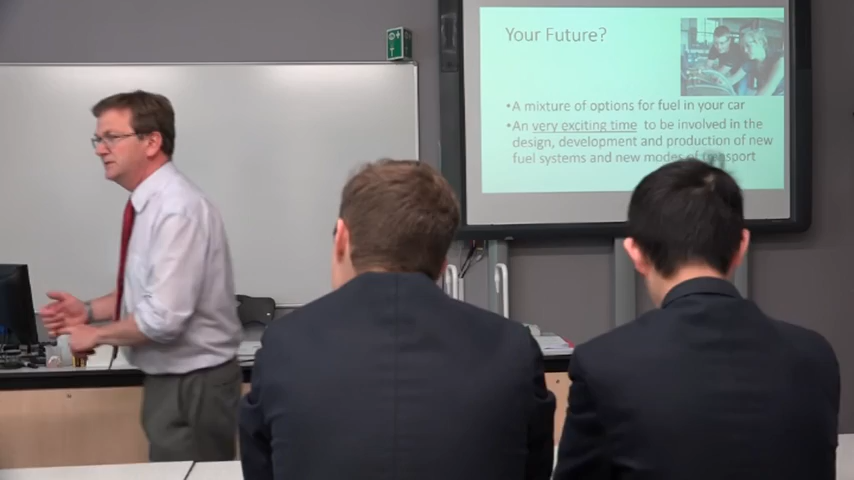 Your Future?
•A mixture of options for fuel in your car
•An very exciting time to be involved in the
design, development and production of new
fuel systems and new modes of transport